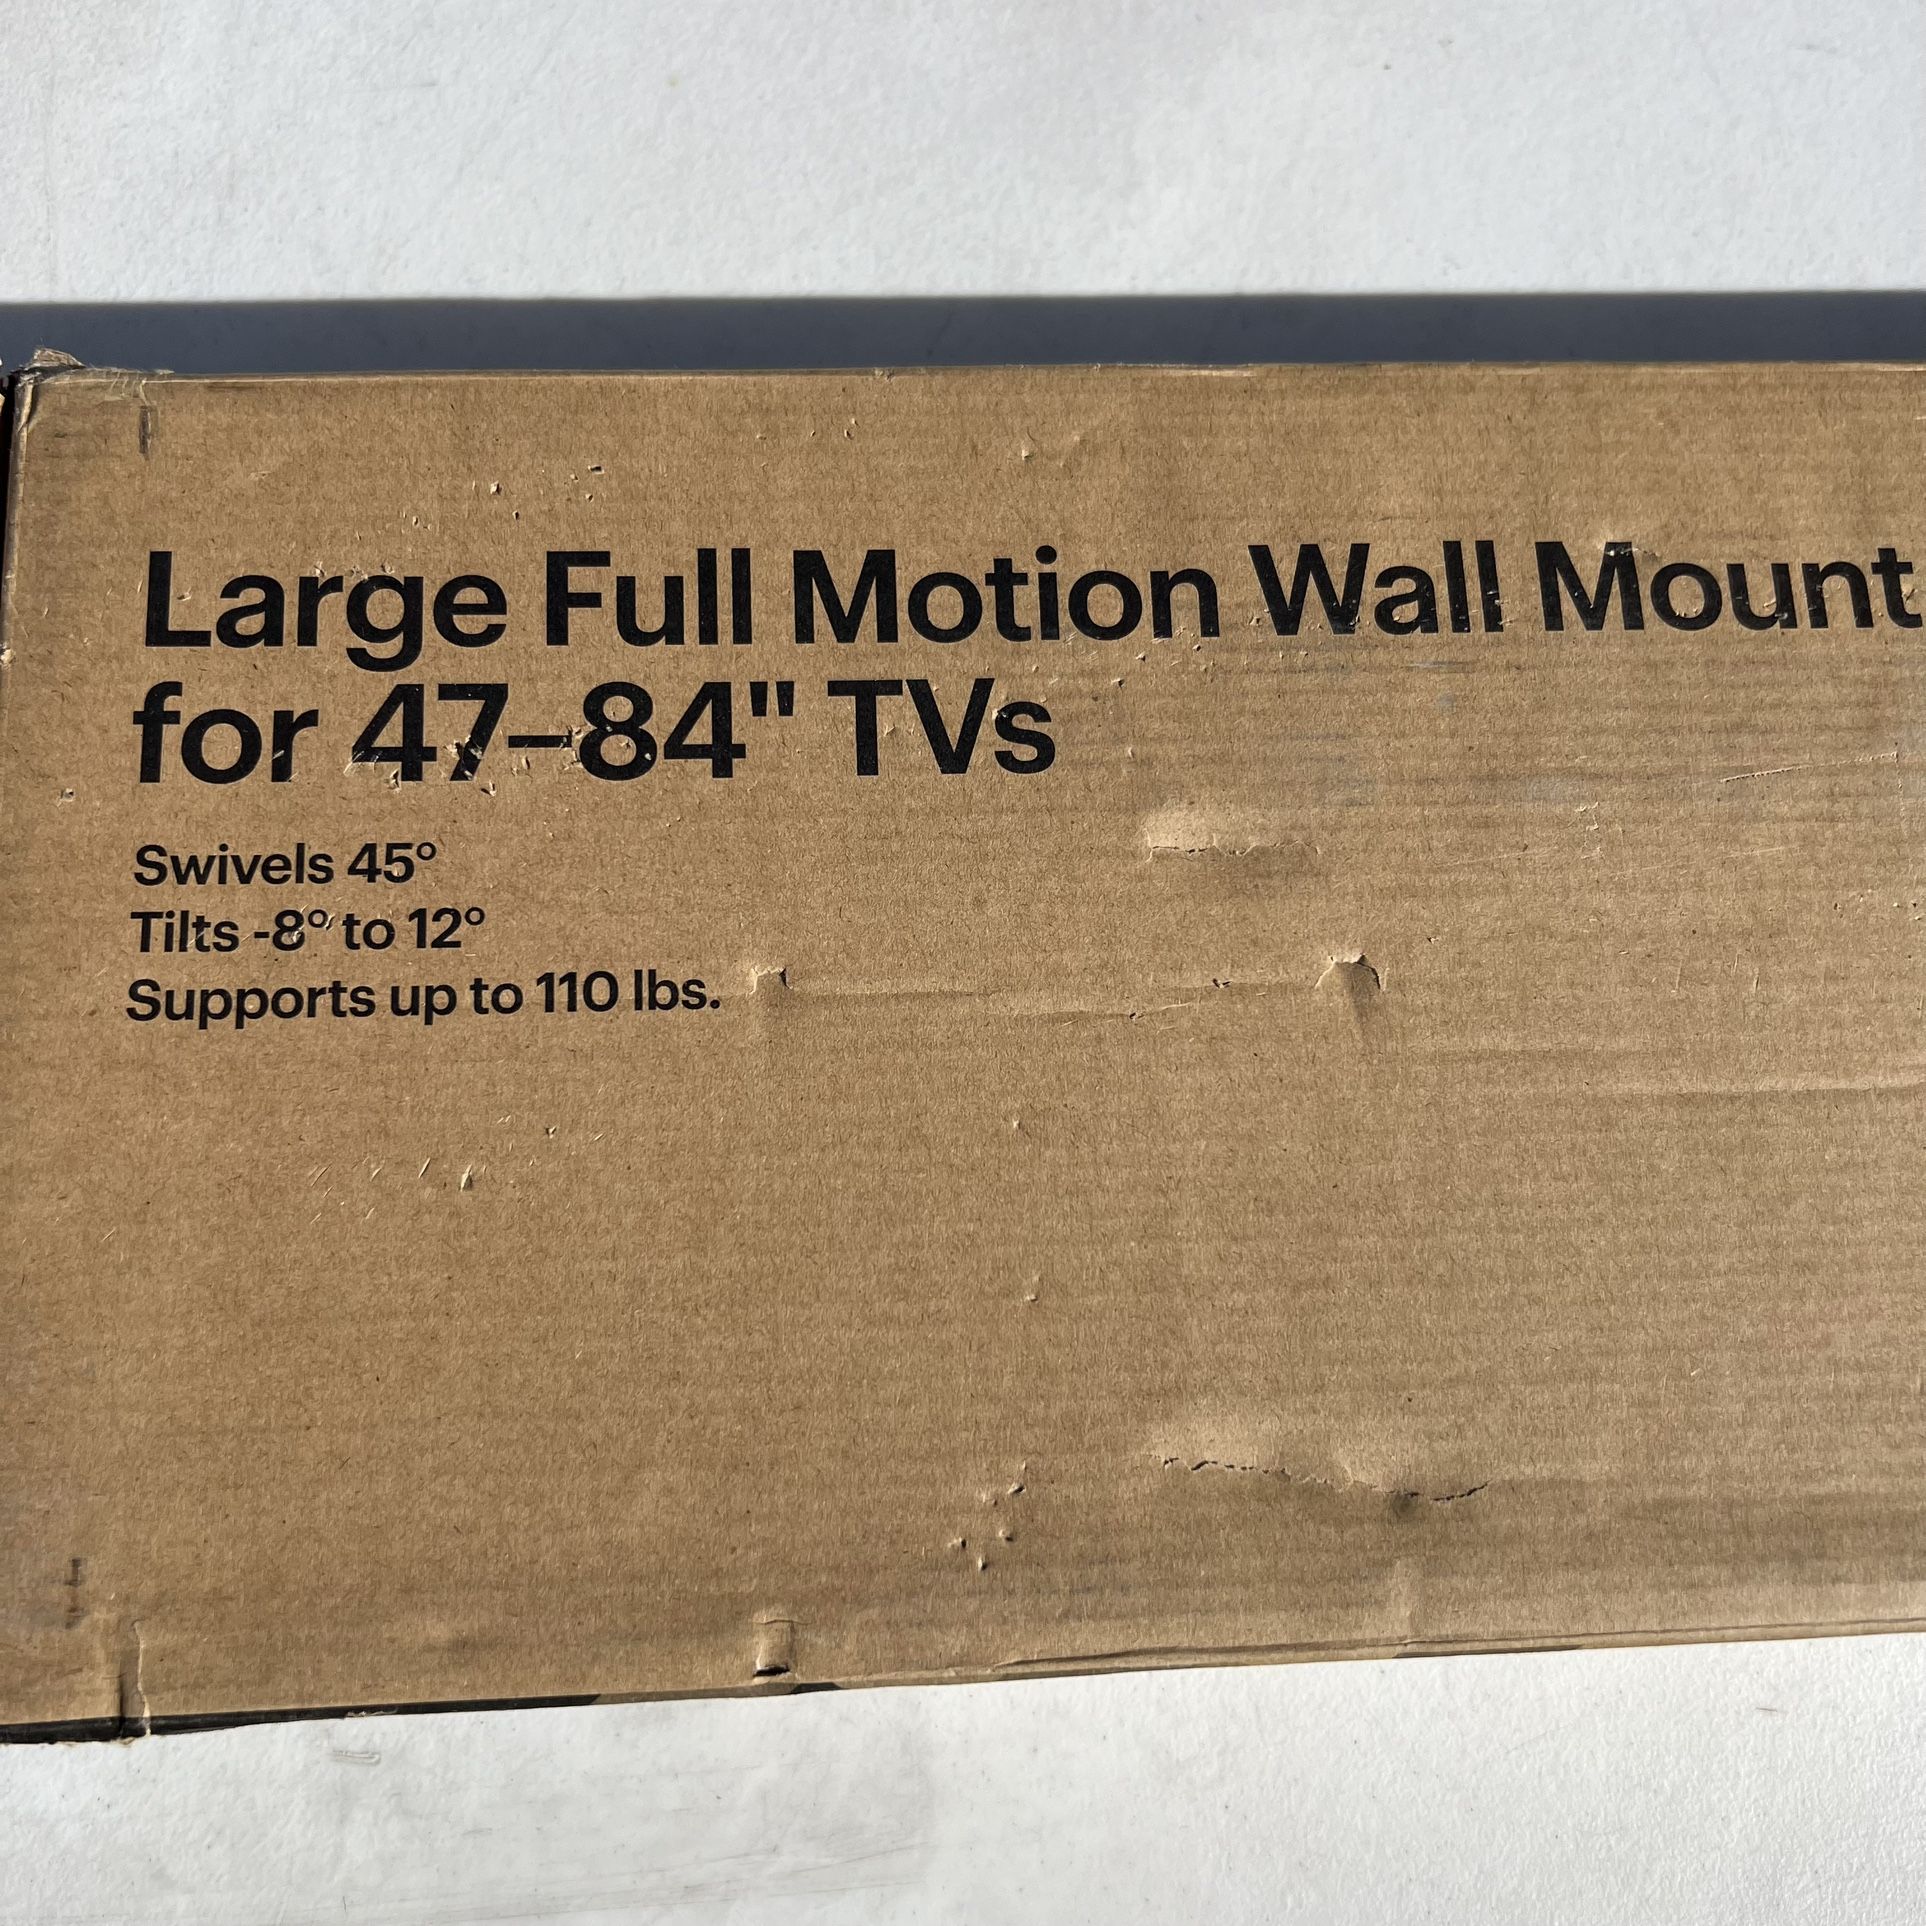 Large Full Motion Wall Mount
for 47–84" TVs
Swivels 45°
Tilts -8° to 12°
Supports up to 110 lbs.